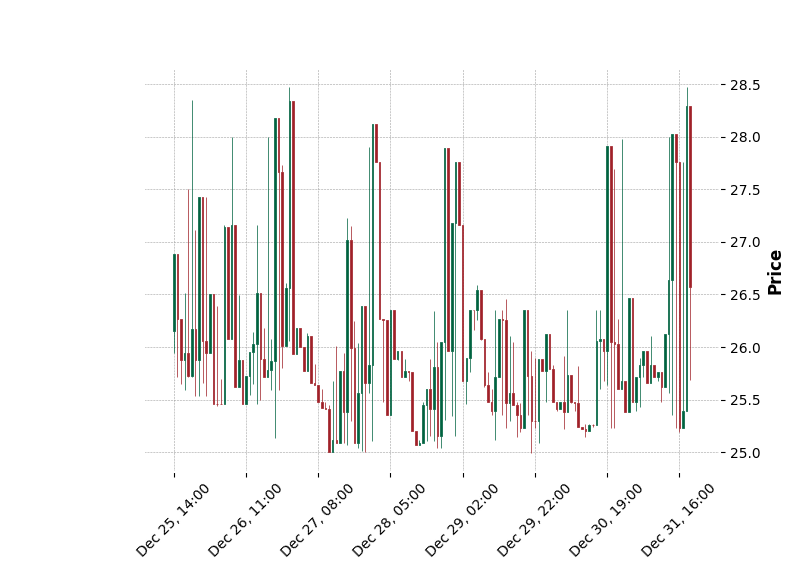 28.5
28.0
27.5
27.0
26.5
26.0
25.5
25.0
Price
Dec 25, 14:00
Dec 26, 11:00
Dec 27, 08:00
Dec 28, 05:00
Dec 29, 02:00
Dec 29, 22:00
Dec 30, 19:00
Dec 31, 16:00